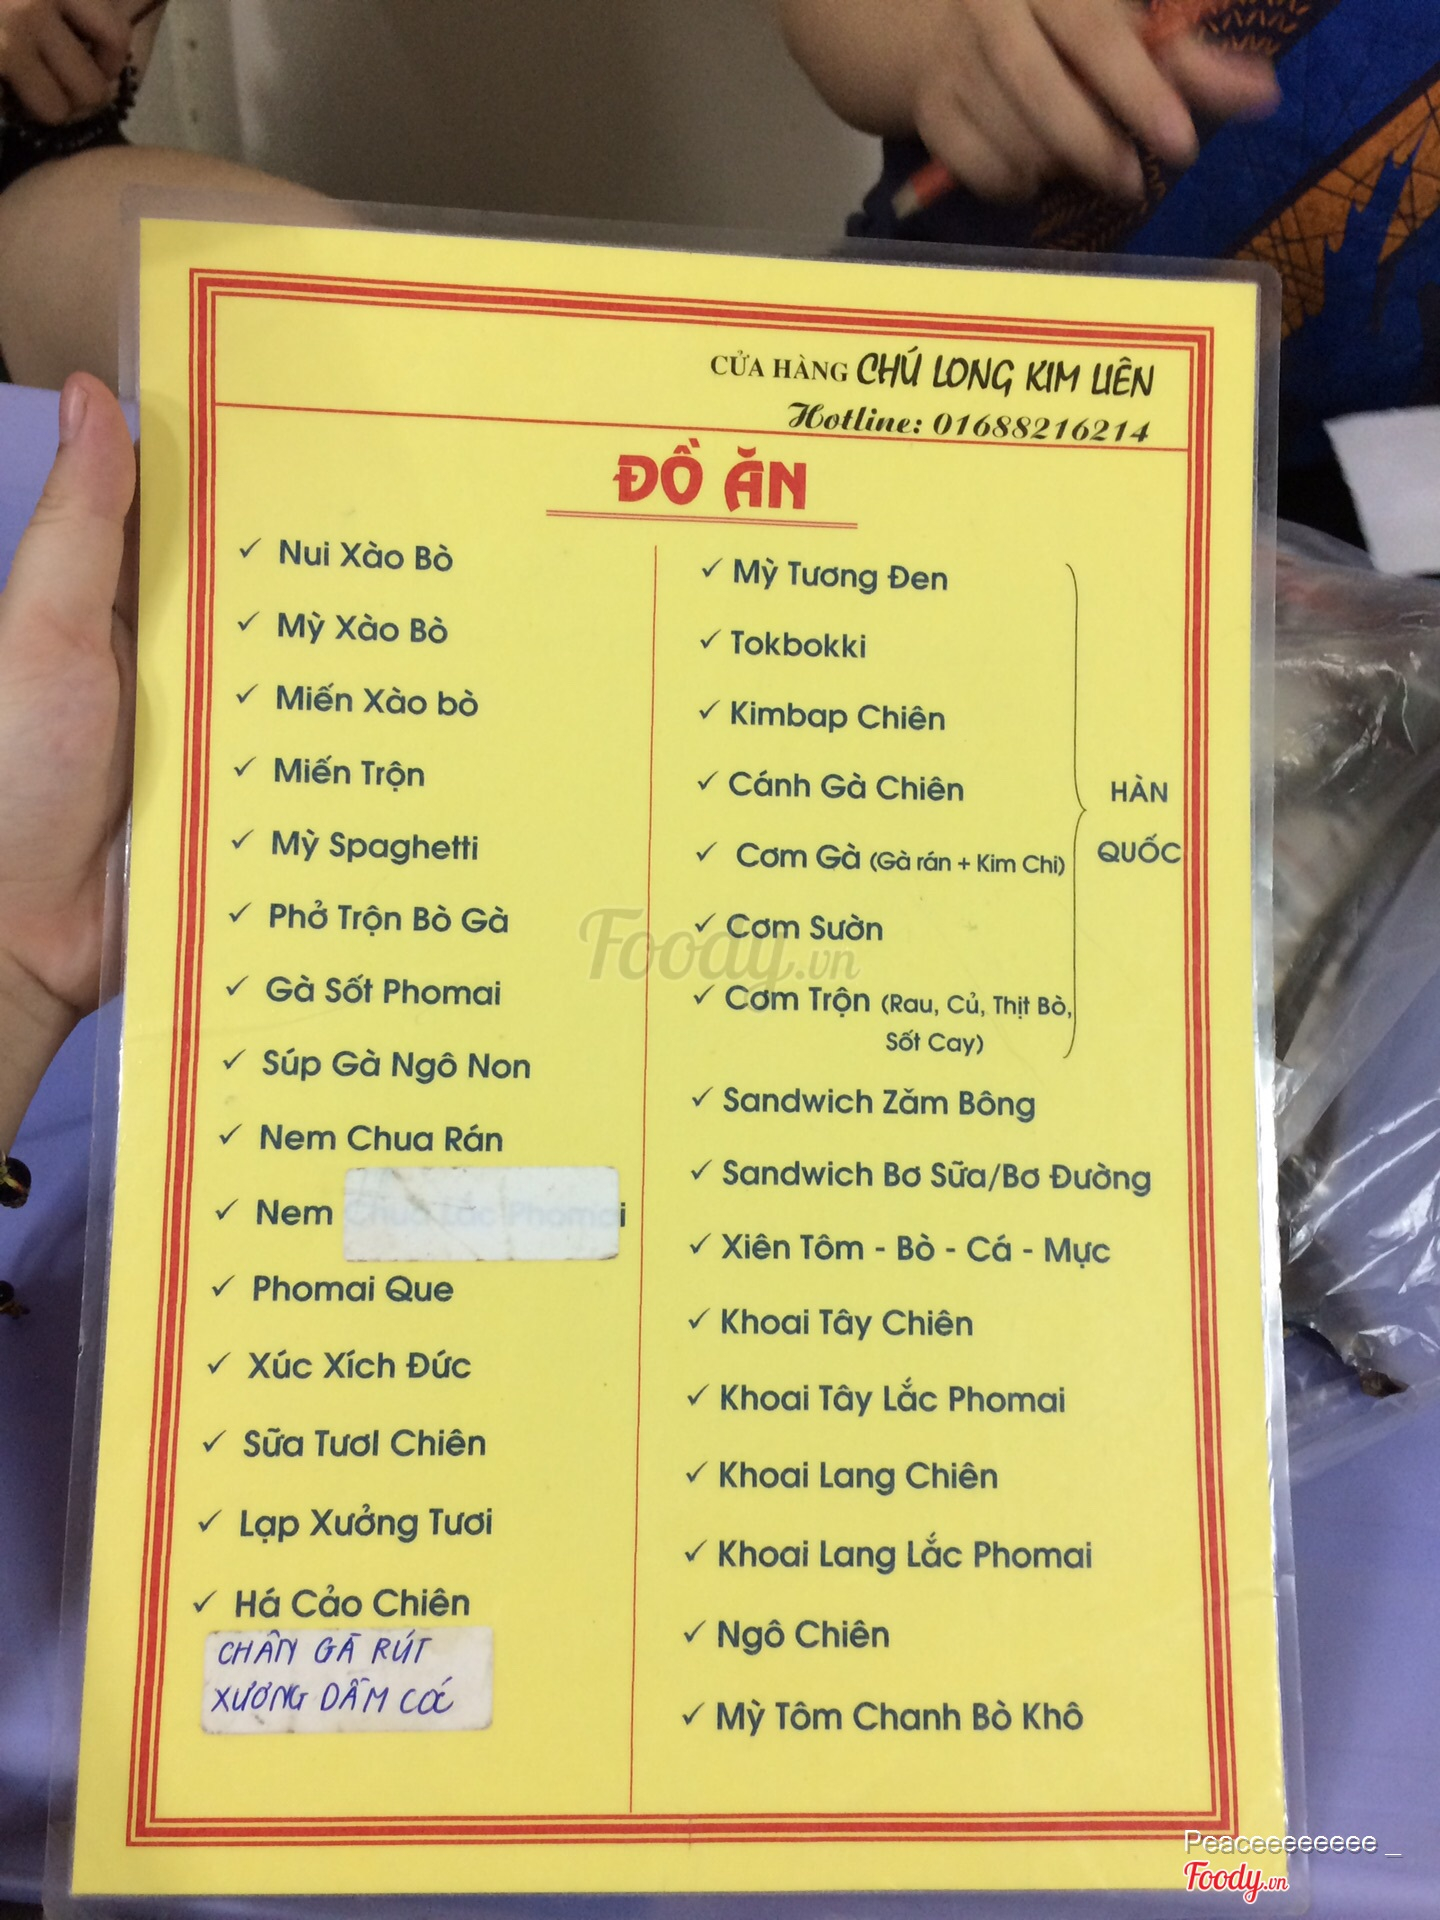 CỬA HÀNG CHÚ LONG KIM LIÊN
Hotline: 01688216214
ĐỒ ĂN
✓ Nui Xào Bò
✓ Mỳ Xào Bò
✓ Miến Xào bò
✓ Miến Trộn
✓ Mỳ Spaghetti
✓ Phở Trộn Bò Gà
✓ Gà Sốt Phomai
✓ Súp Gà Ngô Non
✓ Nem Chua Rán
✓ Nem Chua Lắc Phomai
✓ Phomai Que
✓ Xúc Xích Đức
✓ Sữa TươI Chiên
✓ Lạp Xưởng Tươi
✓ Há Cảo Chiên
CHÂN GÀ RÚT
XƯƠNG DẦM CÓC
✓ Mỳ Tương Đen
✓ Tokbokki
✓ Kimbap Chiên
✓ Cánh Gà Chiên
✓ Cơm Gà (Gà rán + Kim Chi)
✓ Cơm Sườn
✓ Cơm Trộn (Rau, Củ, Thịt Bò,
Sốt Cay)
HÀN
QUỐC
✓ Sandwich Zăm Bông
✓ Sandwich Bơ Sữa/Bơ Đường
✓ Xiên Tôm - Bò - Cá - Mực
✓ Khoai Tây Chiên
✓ Khoai Tây Lắc Phomai
✓ Khoai Lang Chiên
✓ Khoai Lang Lắc Phomai
✓ Ngô Chiên
✓ Mỳ Tôm Chanh Bò Khô
Foody.vn
Peaceeeeeeeee _
Foody.vn